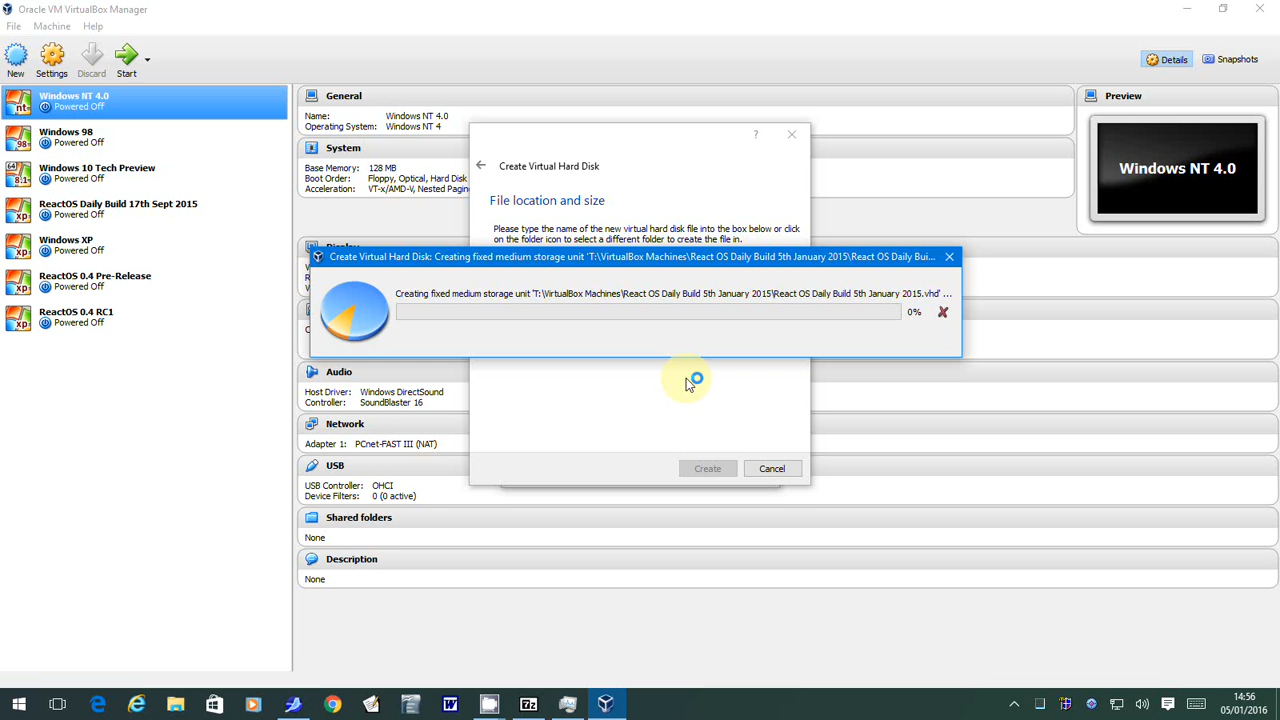 Oracle VM VirtualBox Manager
File Machine Help
New Settings Discard Start
Details Snapshots
Windows NT 4.0
Powered Off
Windows 98
Powered Off
Windows 10 Tech Preview
Powered Off
ReactOS Daily Build 17th Sept 2015
Powered Off
Windows XP
Powered Off
ReactOS 0.4 Pre-Release
Powered Off
ReactOS 0.4 RC1
Powered Off
General
Name: Windows NT 4.0
Operating System: Windows NT 4
System
Base Memory: 128 MB
Boot Order: Floppy, Optical, Hard Disk
Acceleration: VT-x/AMD-V, Nested Pagin
Preview
Windows NT 4.0
Create Virtual Hard Disk
File location and size
Please type the name of the new virtual hard disk file into the box below or click
on the folder icon to select a different folder to create the file in.
Create Virtual Hard Disk: Creating fixed medium storage unit 'T:\VirtualBox Machines\React OS Daily Build 5th January 2015\React OS Daily Bui...
Creating fixed medium storage unit 'T:\VirtualBox Machines\React OS Daily Build 5th January 2015\React OS Daily Build 5th January 2015.vhd' ...
0%
Create Cancel
Audio
Host Driver: Windows DirectSound
Controller: SoundBlaster 16
Network
Adapter 1: PCnet-FAST III (NAT)
USB
USB Controller: OHCI
Device Filters: 0 (0 active)
Shared folders
None
Description
None
14:56
05/01/2016